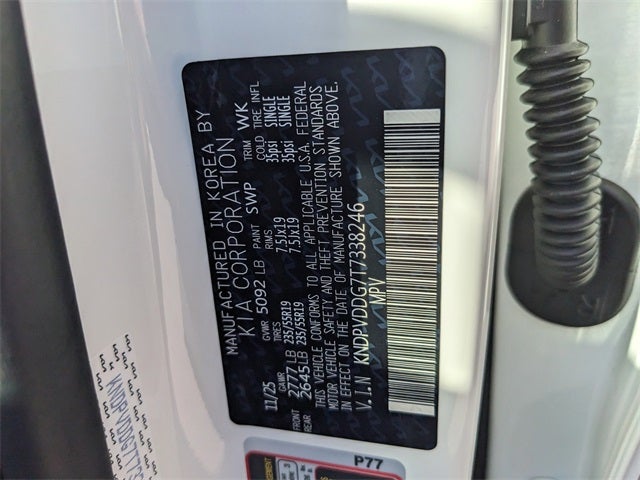 MANUFACTURED IN KOREA BY
KIA CORPORATION
11/25 GVWR 5092 LB PAINT SWP TRIM WK
GAWR TIRES RIMS COLD TIRE INFL
FRONT 2777 LB 235/55R19 7.5Jx19 35psi SINGLE
REAR 2645 LB 235/55R19 7.5Jx19 35psi SINGLE
THIS VEHICLE CONFORMS TO ALL APPLICABLE U.S.A. FEDERAL
MOTOR VEHICLE SAFETY AND THEFT PREVENTION STANDARDS
IN EFFECT ON THE DATE OF MANUFACTURE SHOWN ABOVE.
V.I.N KNDPVDDG7T7338246
MPV
P77